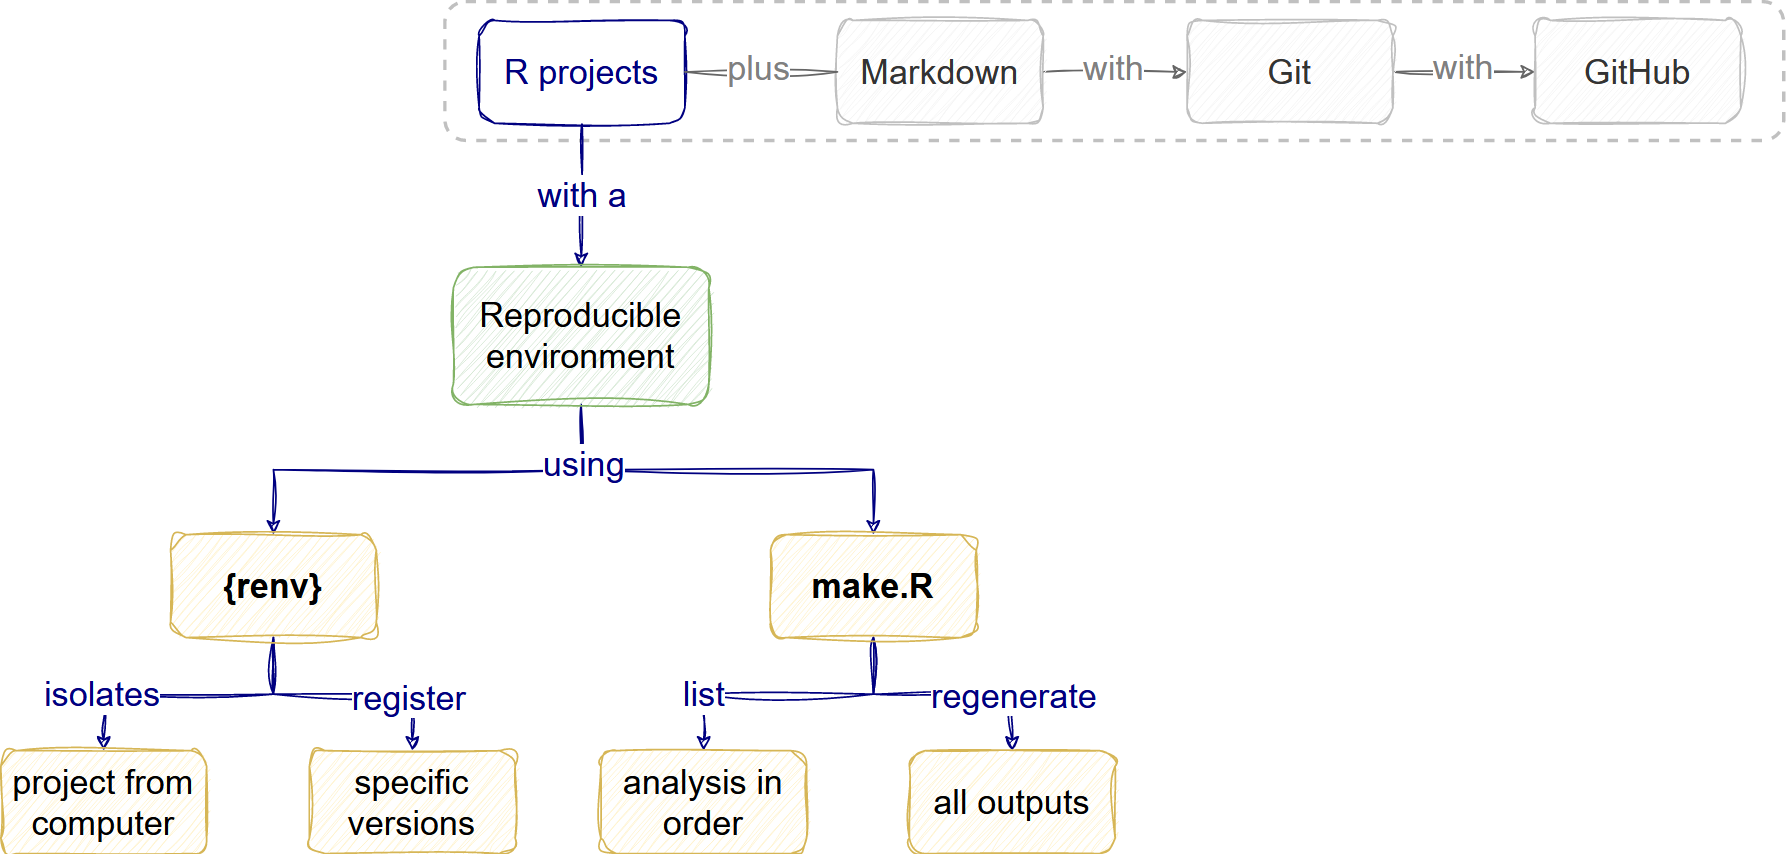 R projects
plus
Markdown
with
Git
with
GitHub
with a
Reproducible
environment
using
{renv}
make.R
isolates
register
list
regenerate
project from
computer
specific
versions
analysis in
order
all outputs